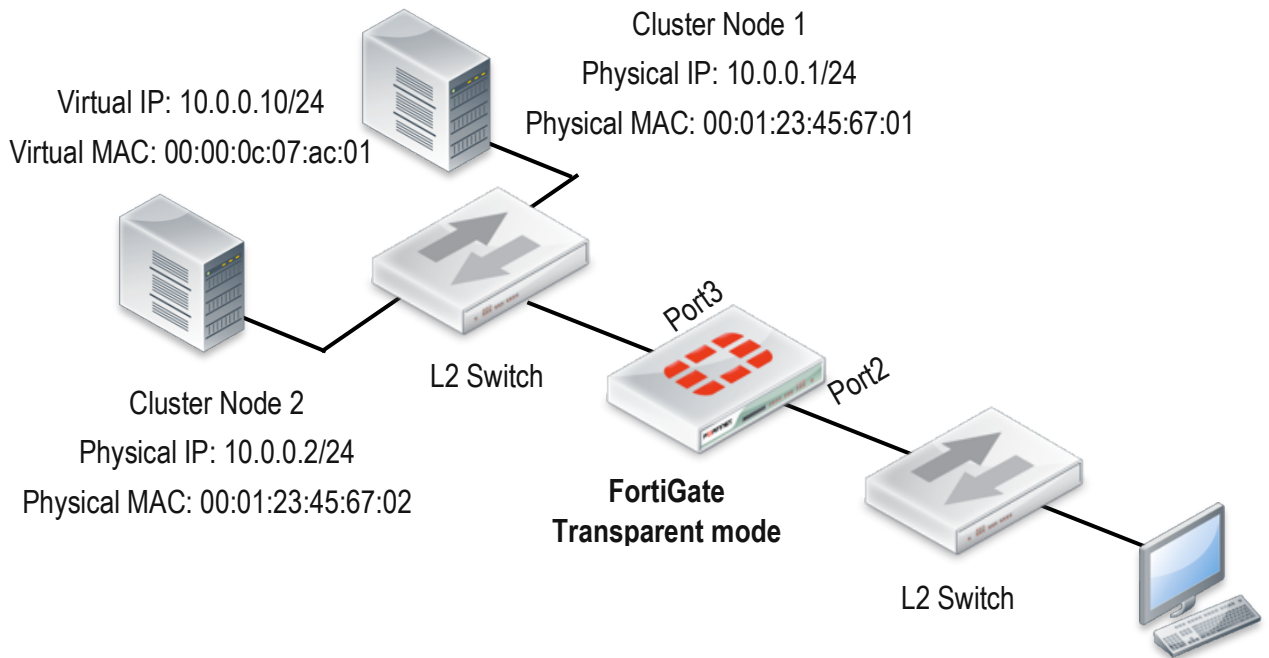 Cluster Node 1
Physical IP: 10.0.0.1/24
Physical MAC: 00:01:23:45:67:01
Virtual IP: 10.0.0.10/24
Virtual MAC: 00:00:0c:07:ac:01
L2 Switch
Port3
Port2
Cluster Node 2
Physical IP: 10.0.0.2/24
Physical MAC: 00:01:23:45:67:02
FortiGate
Transparent mode
L2 Switch